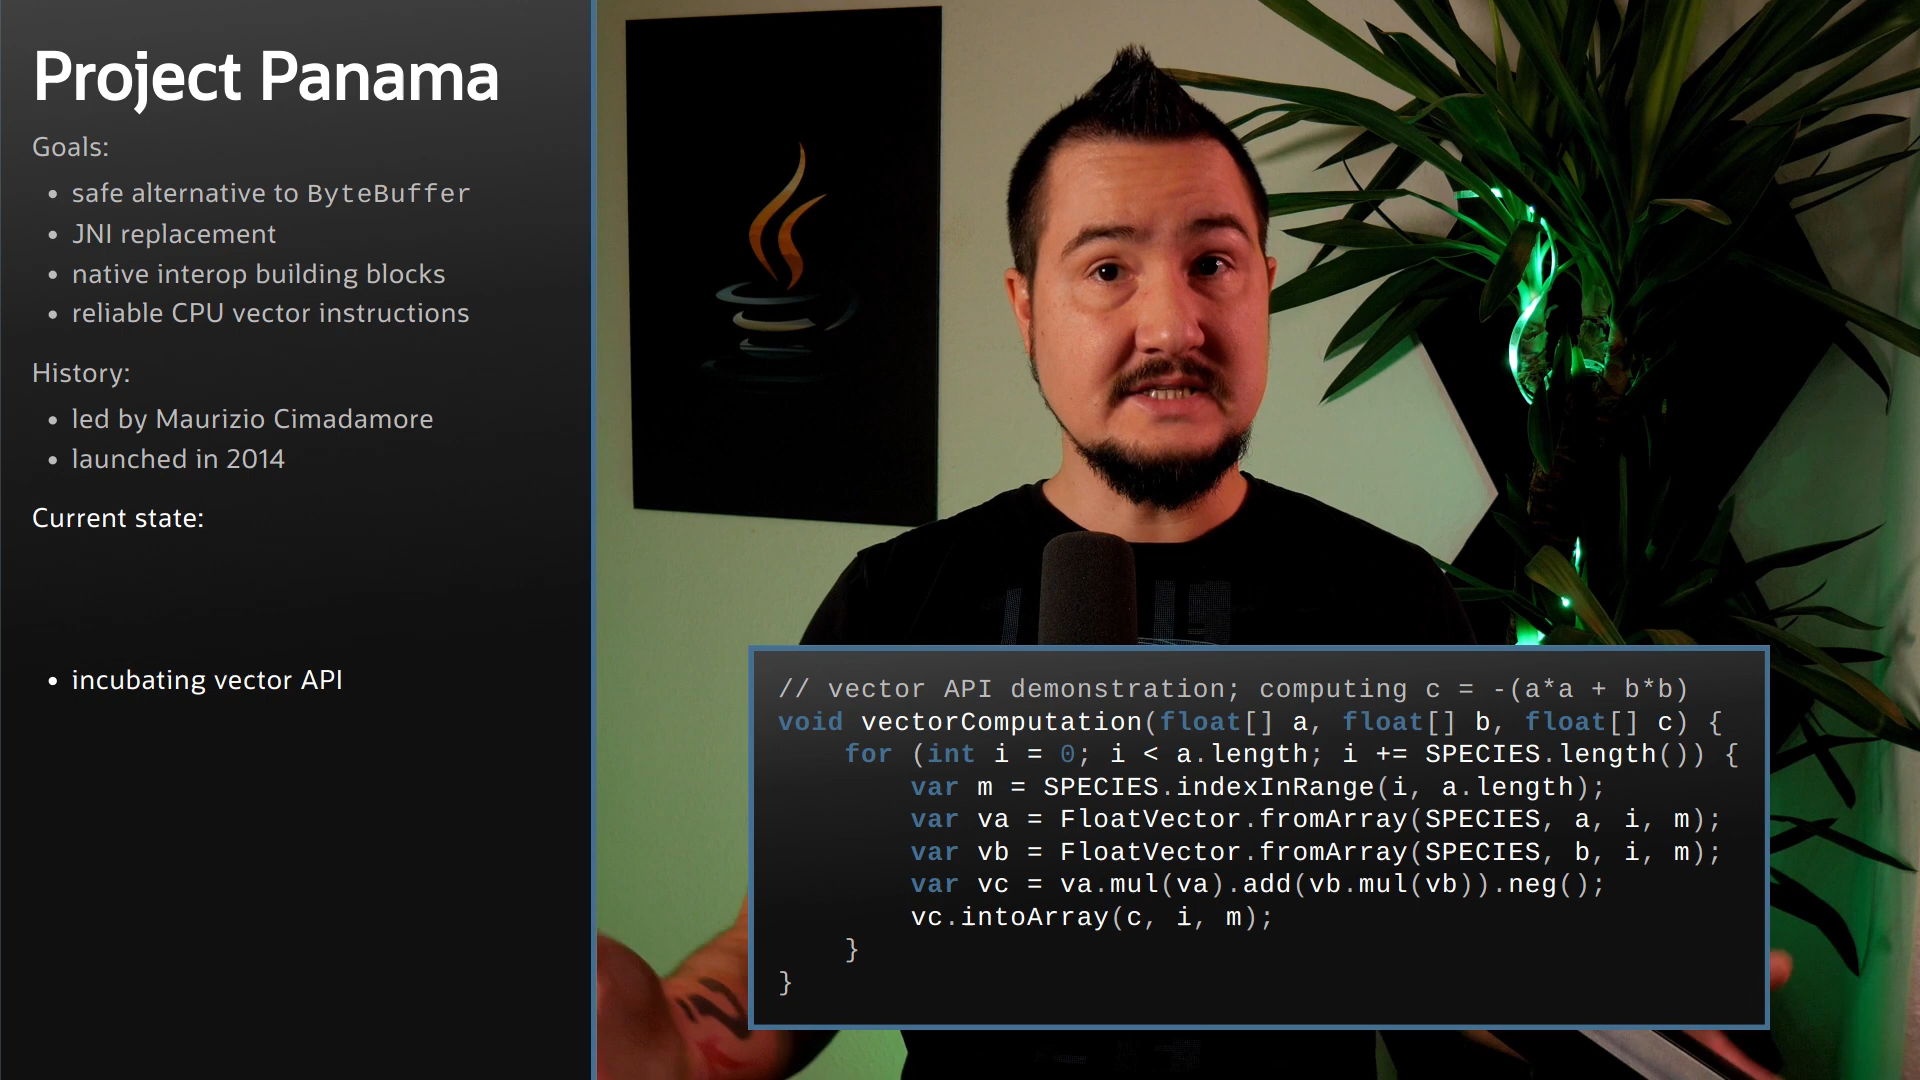 Project Panama
Goals:
• safe alternative to ByteBuffer
• JNI replacement
• native interop building blocks
• reliable CPU vector instructions
History:
• led by Maurizio Cimadamore
• launched in 2014
Current state:
• incubating vector API
// vector API demonstration; computing c = -(a*a + b*b)
void vectorComputation(float[] a, float[] b, float[] c) {
    for (int i = 0; i < a.length; i += SPECIES.length()) {
        var m = SPECIES.indexInRange(i, a.length);
        var va = FloatVector.fromArray(SPECIES, a, i, m);
        var vb = FloatVector.fromArray(SPECIES, b, i, m);
        var vc = va.mul(va).add(vb.mul(vb)).neg();
        vc.intoArray(c, i, m);
    }
}